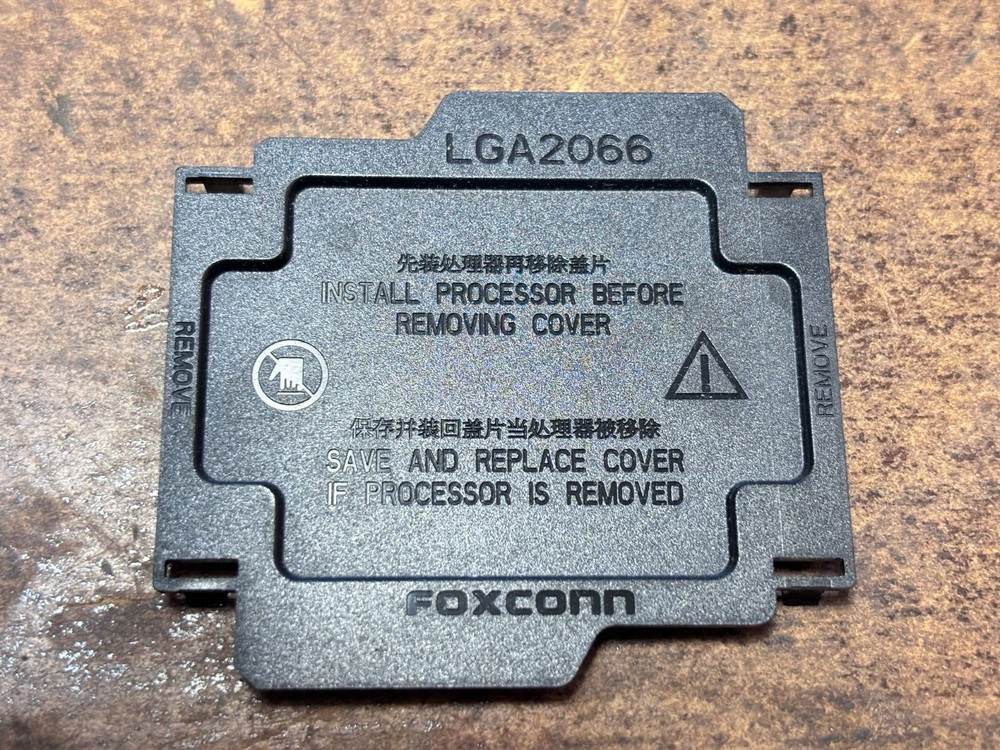 LGA2066
先装处理器再移除盖片
INSTALL PROCESSOR BEFORE
REMOVING COVER
REMOVE
REMOVE
保存并装回盖片当处理器被移除
SAVE AND REPLACE COVER
IF PROCESSOR IS REMOVED
FOXCONN